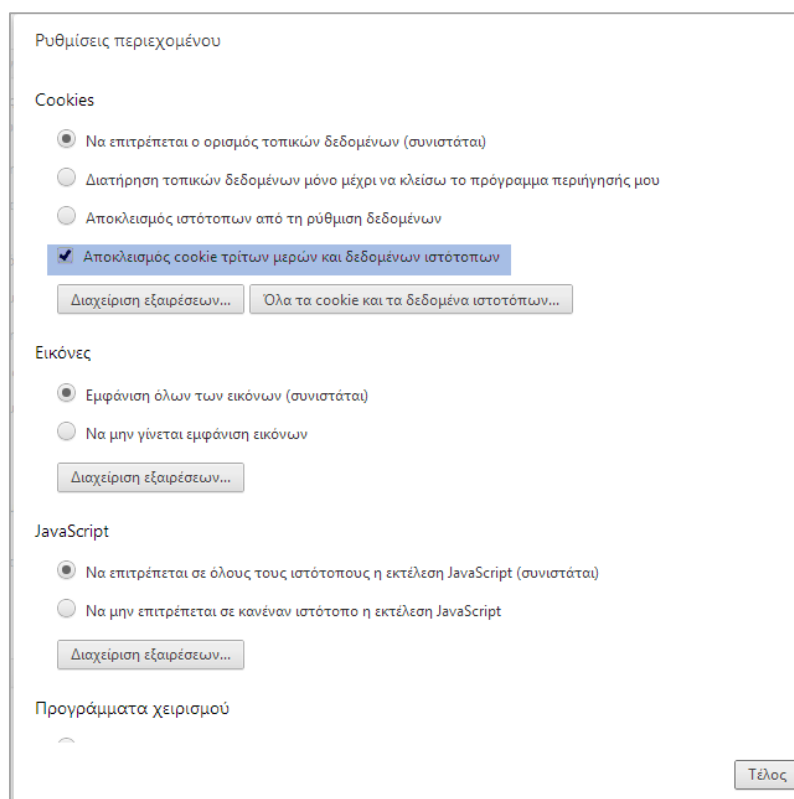 Ρυθμίσεις περιεχομένου
Cookies
Να επιτρέπεται ο ορισμός τοπικών δεδομένων (συνιστάται)
Διατήρηση τοπικών δεδομένων μόνο μέχρι να κλείσω το πρόγραμμα περιήγησής μου
Αποκλεισμός ιστότοπων από τη ρύθμιση δεδομένων
Αποκλεισμός cookie τρίτων μερών και δεδομένων ιστότοπων
Διαχείριση εξαιρέσεων... Όλα τα cookie και τα δεδομένα ιστοτόπων...
Εικόνες
Εμφάνιση όλων των εικόνων (συνιστάται)
Να μην γίνεται εμφάνιση εικόνων
Διαχείριση εξαιρέσεων...
JavaScript
Να επιτρέπεται σε όλους τους ιστότοπους η εκτέλεση JavaScript (συνιστάται)
Να μην επιτρέπεται σε κανέναν ιστότοπο η εκτέλεση JavaScript
Διαχείριση εξαιρέσεων...
Προγράμματα χειρισμού
Τέλος